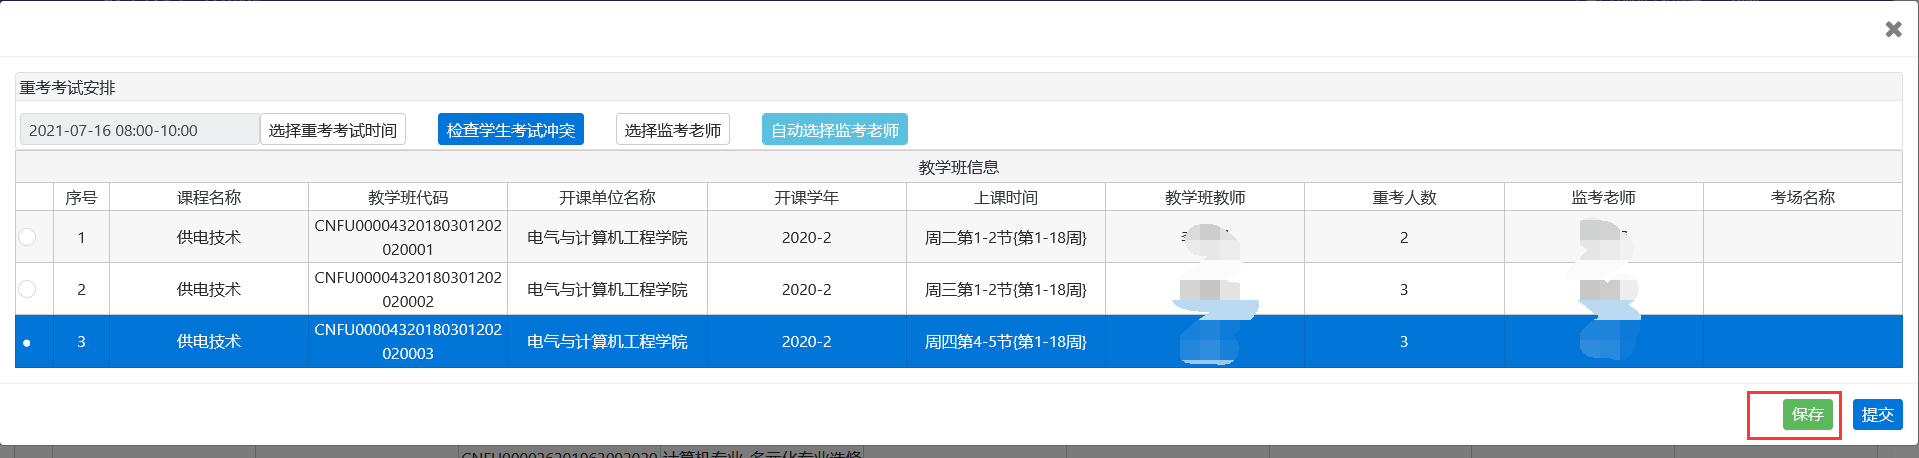 重考考试安排
2021-07-16 08:00-10:00 选择重考考试时间 检查学生考试冲突 选择监考老师 自动选择监考老师
教学班信息
序号 课程名称 教学班代码 开课单位名称 开课学年 上课时间 教学班教师 重考人数 监考老师 考场名称
1 供电技术 CNFU00004320180301202
020001 电气与计算机工程学院 2020-2 周二第1-2节{第1-18周} 2
2 供电技术 CNFU00004320180301202
020002 电气与计算机工程学院 2020-2 周三第1-2节{第1-18周} 3
3 供电技术 CNFU00004320180301202
020003 电气与计算机工程学院 2020-2 周四第4-5节{第1-18周} 3
保存 提交